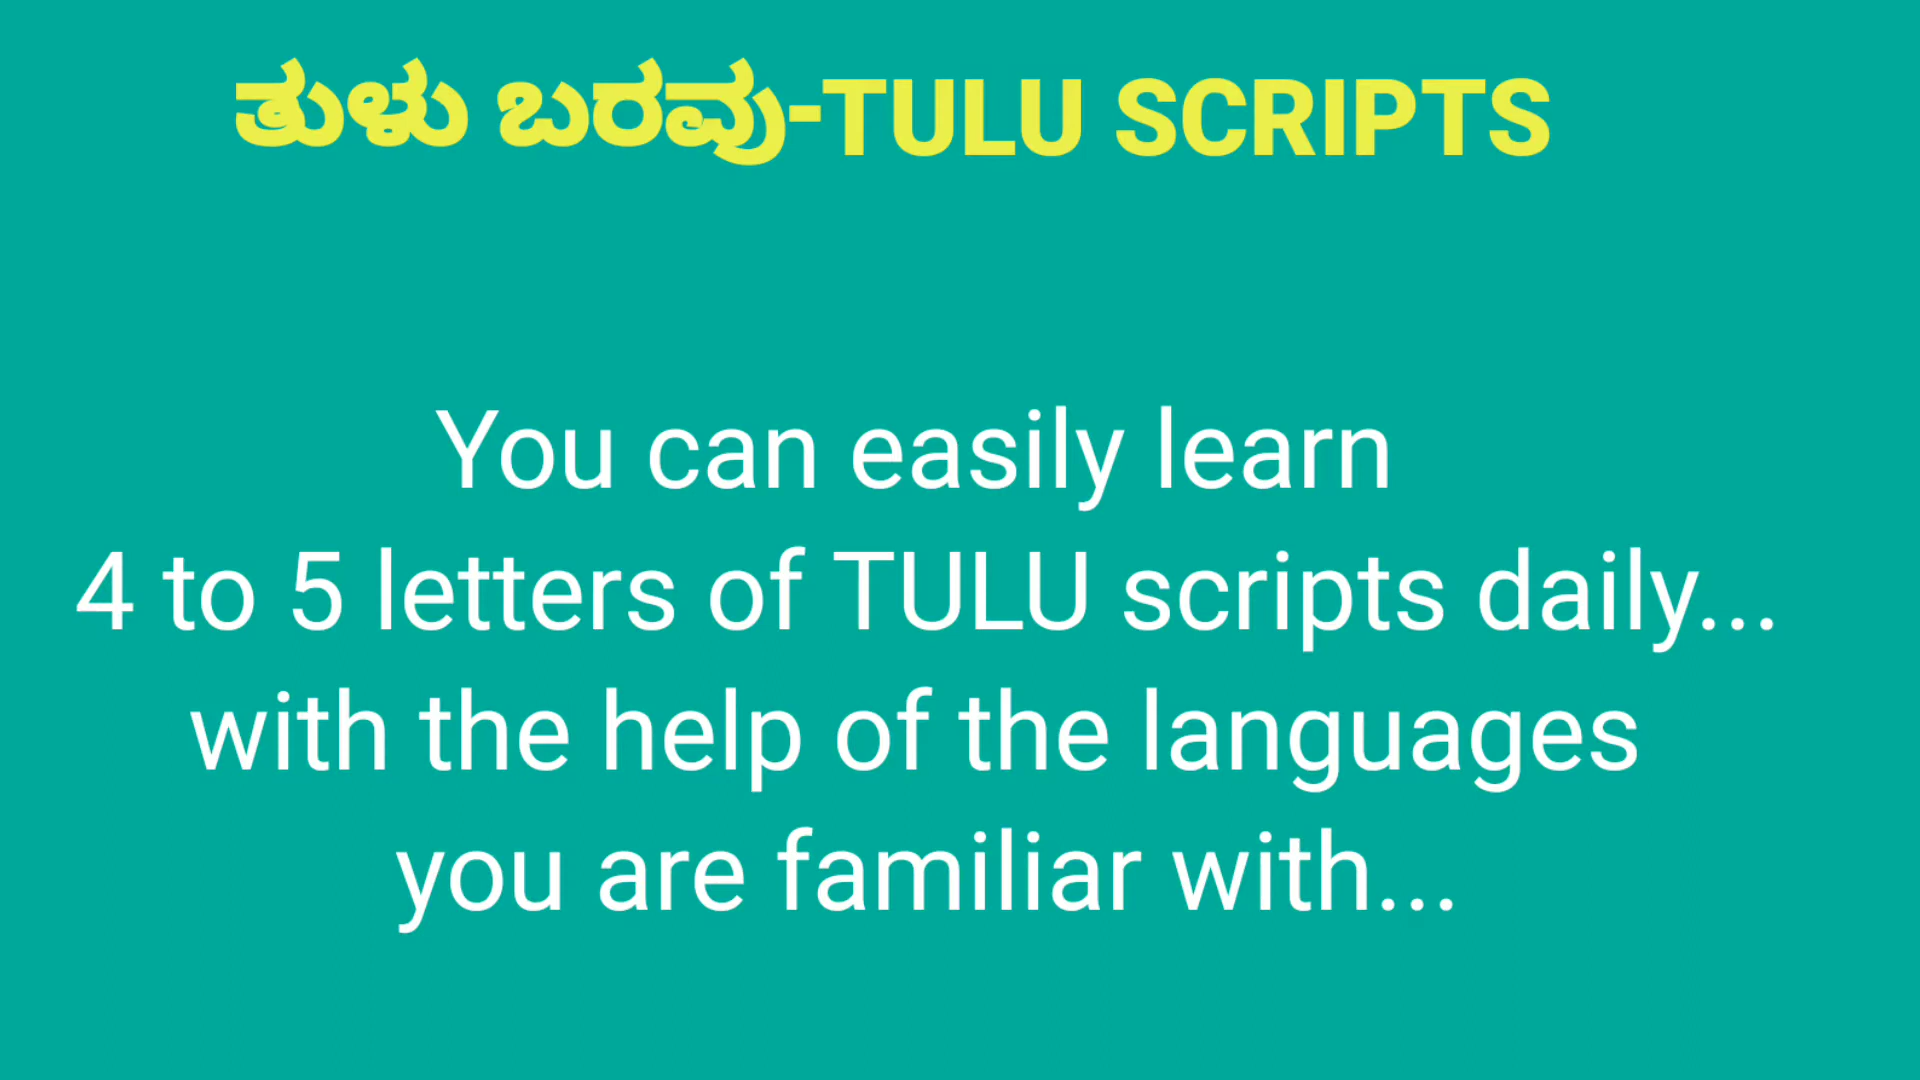 ತುಳು ಬರವು-TULU SCRIPTS
You can easily learn
4 to 5 letters of TULU scripts daily...
with the help of the languages
you are familiar with...